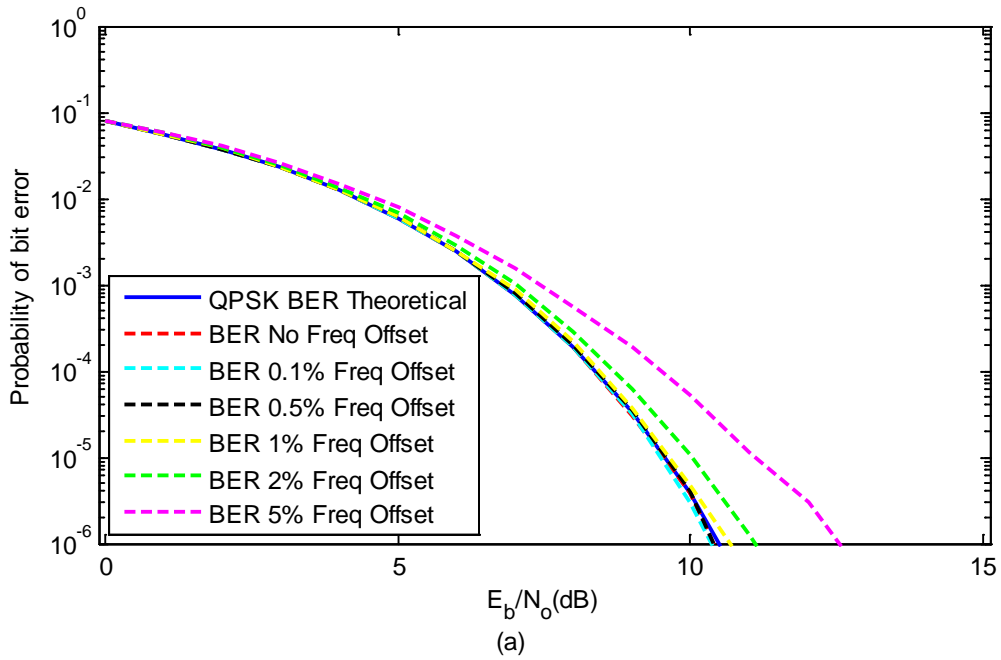 10^0
10^-1
10^-2
10^-3
10^-4
10^-5
10^-6
Probability of bit error
QPSK BER Theoretical
BER No Freq Offset
BER 0.1% Freq Offset
BER 0.5% Freq Offset
BER 1% Freq Offset
BER 2% Freq Offset
BER 5% Freq Offset
0 5 10 15
E_b/N_o(dB)
(a)